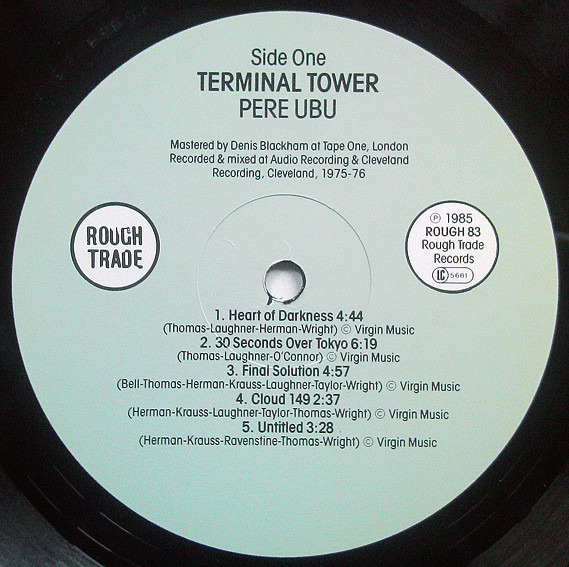 Side One
TERMINAL TOWER
PERE UBU
Mastered by Denis Blackham at Tape One, London
Recorded & mixed at Audio Recording & Cleveland
Recording, Cleveland, 1975-76
ROUGH
TRADE
℗ 1985
ROUGH 83
Rough Trade
Records
LC 5661
1. Heart of Darkness 4:44
(Thomas-Laughner-Herman-Wright) © Virgin Music
2. 30 Seconds Over Tokyo 6:19
(Thomas-Laughner-O'Connor) © Virgin Music
3. Final Solution 4:57
(Bell-Thomas-Herman-Krauss-Laughner-Taylor-Wright) © Virgin Music
4. Cloud 149 2:37
(Herman-Krauss-Laughner-Taylor-Thomas-Wright) © Virgin Music
5. Untitled 3:28
(Herman-Krauss-Ravenstine-Thomas-Wright) © Virgin Music